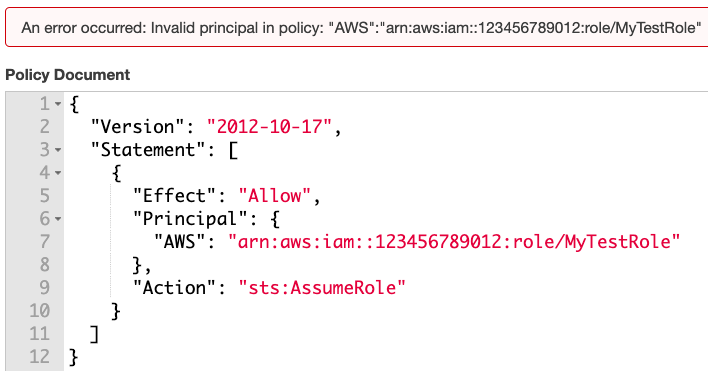 An error occurred: Invalid principal in policy: "AWS":"arn:aws:iam::123456789012:role/MyTestRole"
Policy Document
1 {
2 "Version": "2012-10-17",
3 "Statement": [
4 {
5 "Effect": "Allow",
6 "Principal": {
7 "AWS": "arn:aws:iam::123456789012:role/MyTestRole"
8 },
9 "Action": "sts:AssumeRole"
10 }
11 ]
12 }